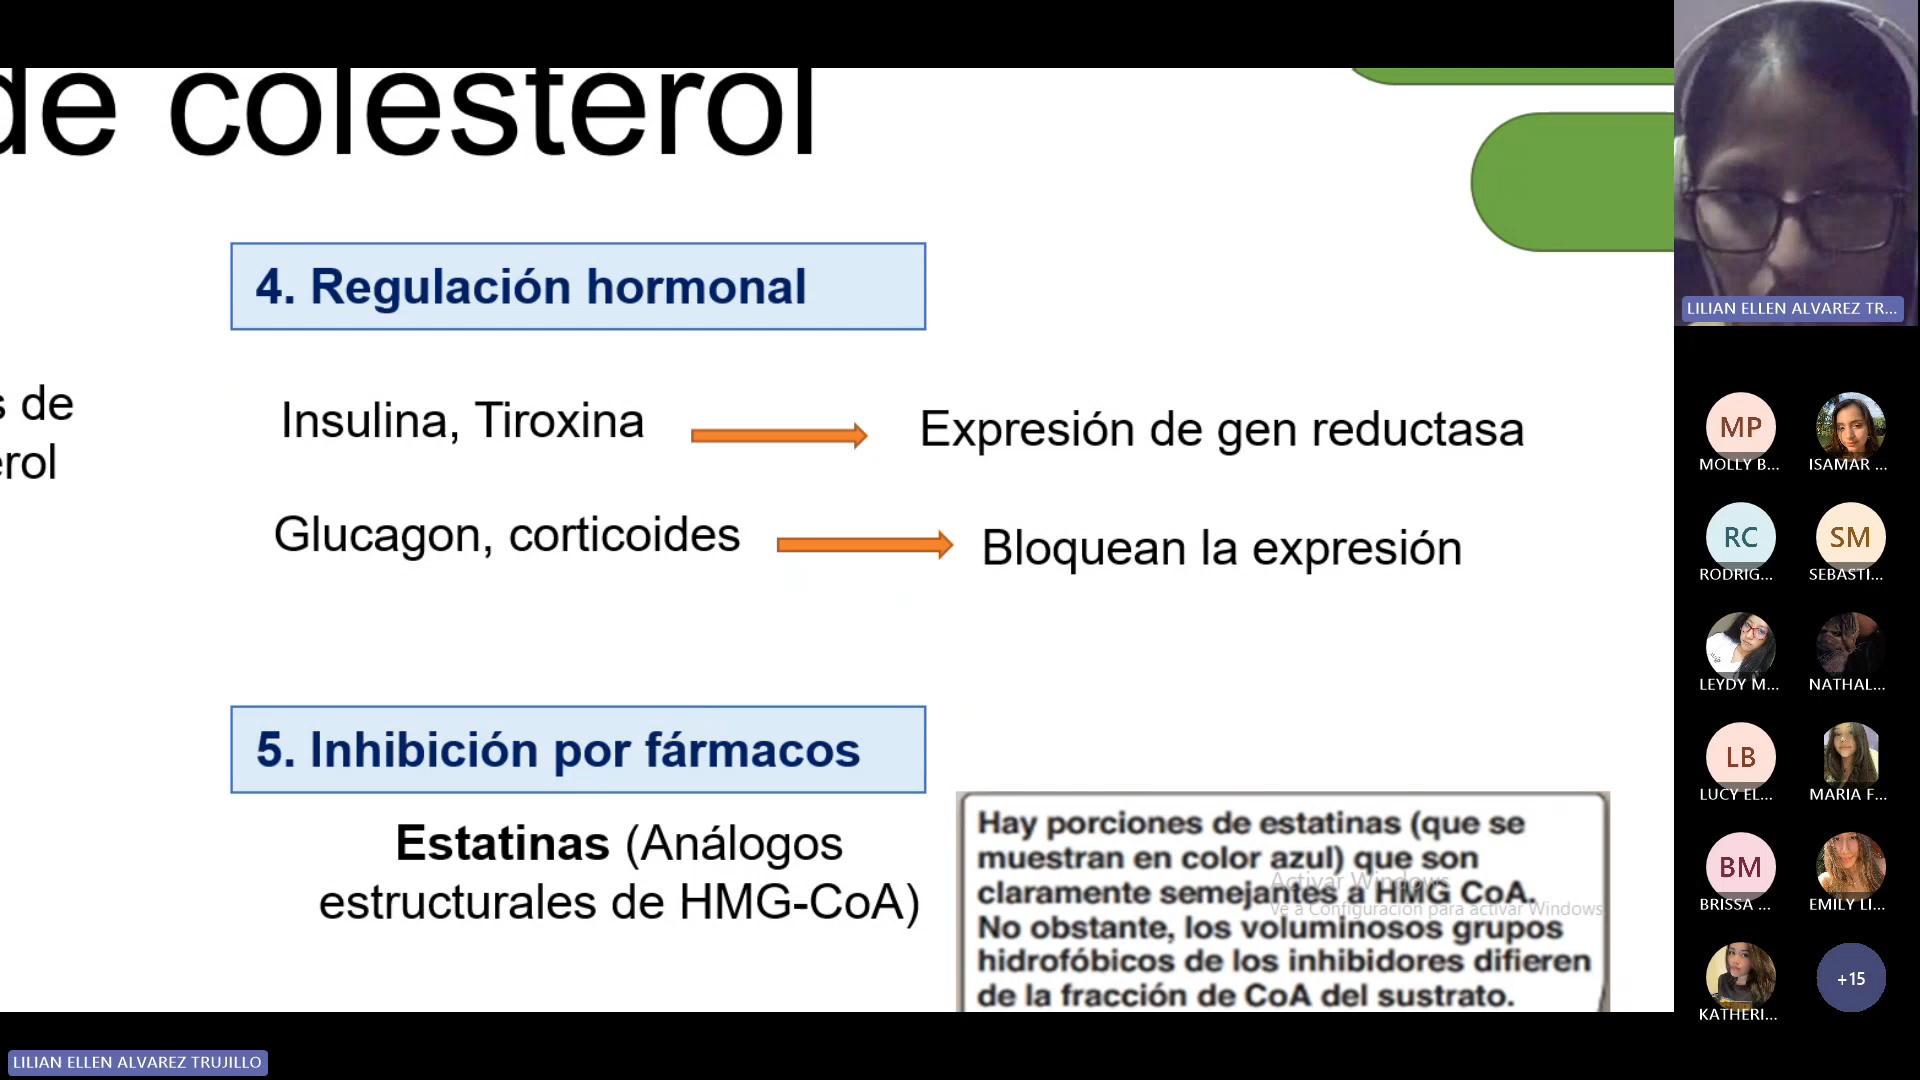 de colesterol
4. Regulación hormonal
s de
erol
Insulina, Tiroxina
Expresión de gen reductasa
Glucagon, corticoides
Bloquean la expresión
5. Inhibición por fármacos
Estatinas (Análogos
estructurales de HMG-CoA)
Hay porciones de estatinas (que se
muestran en color azul) que son
claramente semejantes a HMG CoA.
No obstante, los voluminosos grupos
hidrofóbicos de los inhibidores difieren
de la fracción de CoA del sustrato.
Activar Windows
Ve a Configuración para activar Windows
LILIAN ELLEN ALVAREZ TR...
MP
MOLLY B...
ISAMAR ...
RC
RODRIG...
SM
SEBASTI...
LEYDY M...
NATHAL...
LB
LUCY EL...
MARIA F...
BM
BRISSA ...
EMILY LI...
KATHERI...
+15
LILIAN ELLEN ALVAREZ TRUJILLO